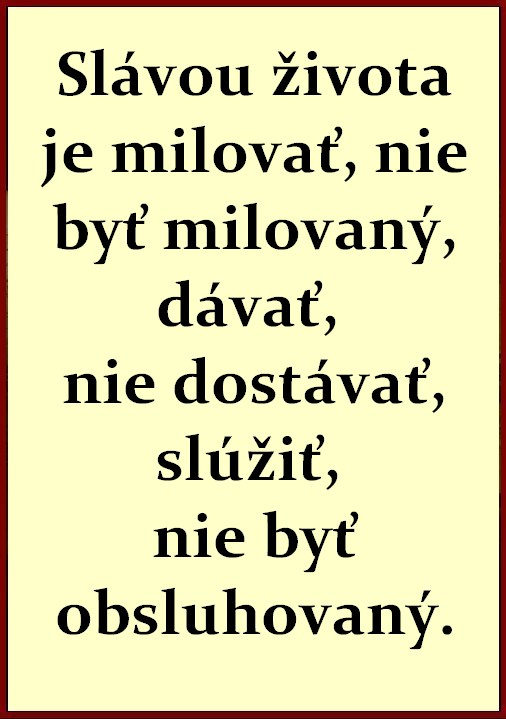 Slávou života
je milovať, nie
byť milovaný,
dávať,
nie dostávať,
slúžiť,
nie byť
obsluhovaný.